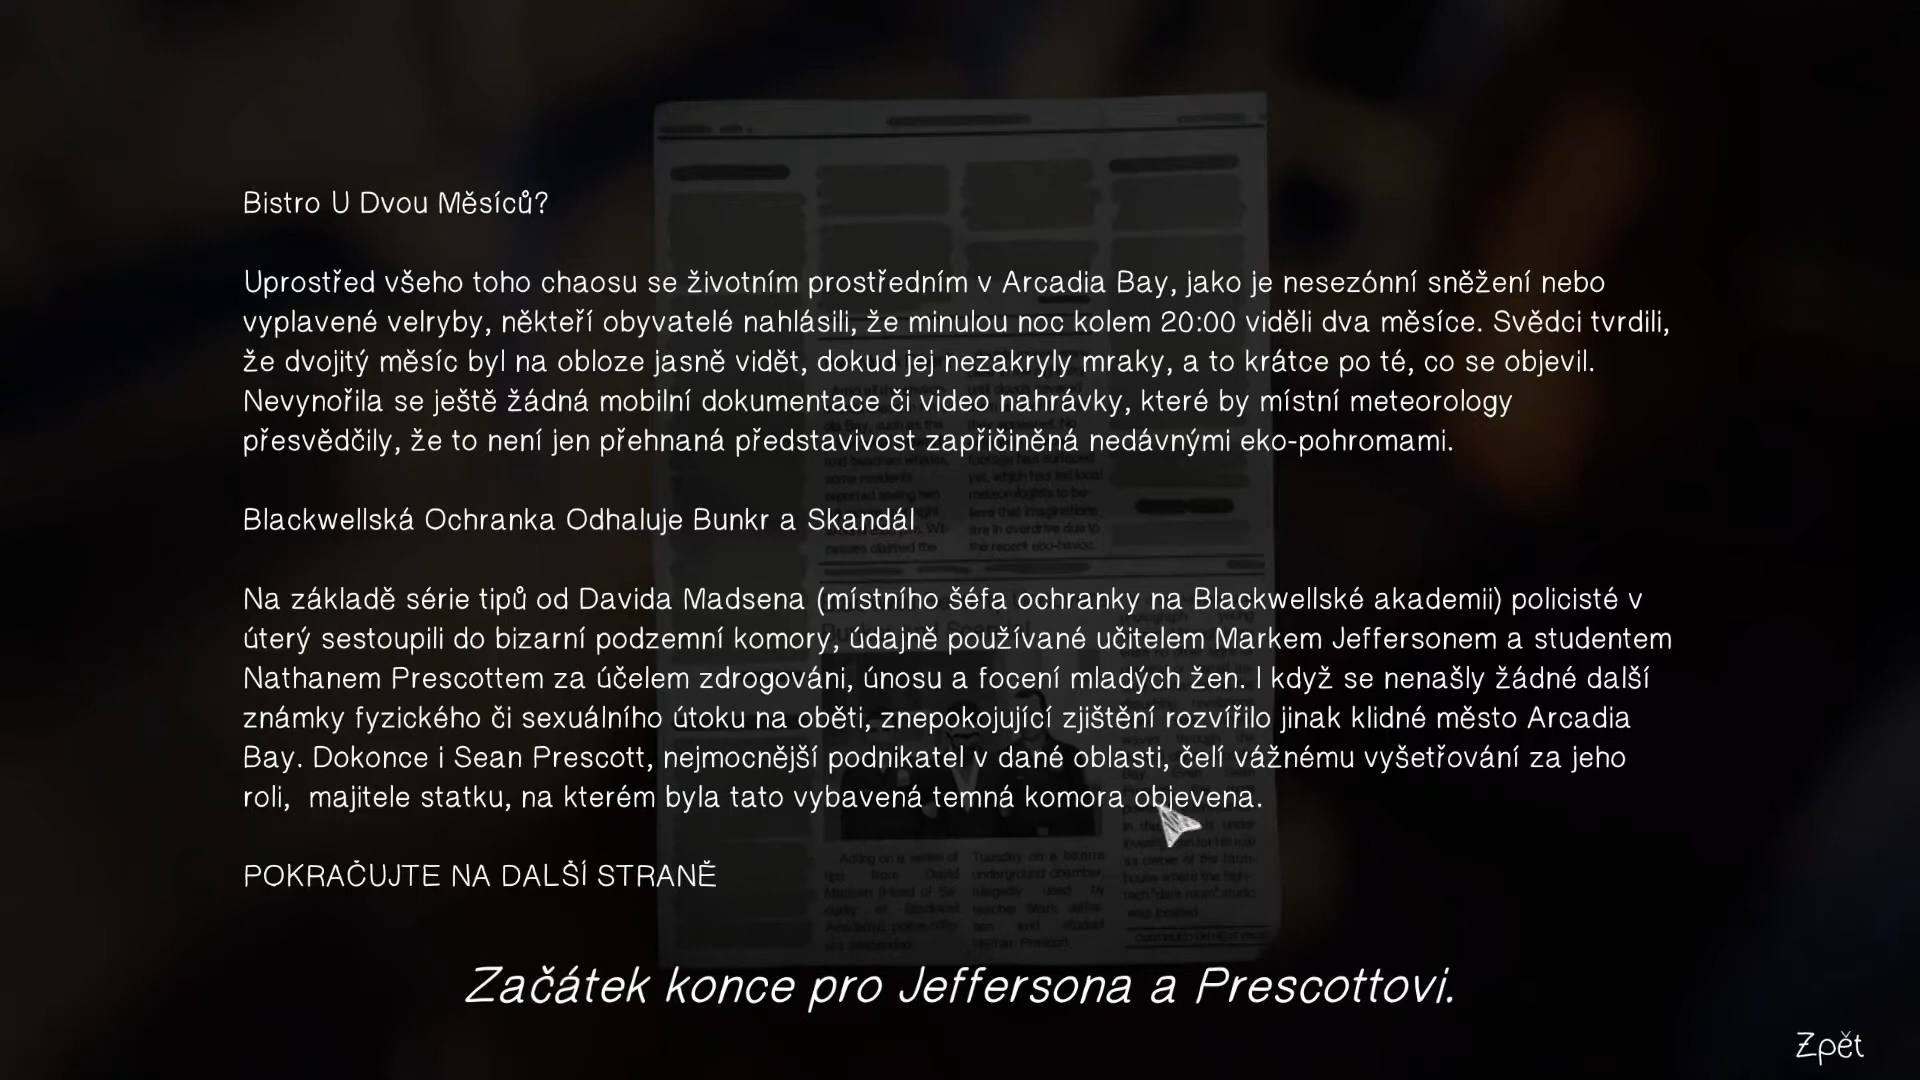 Bistro U Dvou Měsíců?
Uprostřed všeho toho chaosu se životním prostředním v Arcadia Bay, jako je nesezónní sněžení nebo
vyplavené velryby, někteří obyvatelé nahlásili, že minulou noc kolem 20:00 viděli dva měsíce. Svědci tvrdili,
že dvojitý měsíc byl na obloze jasně vidět, dokud jej nezakryly mraky, a to krátce po té, co se objevil.
Nevynořila se ještě žádná mobilní dokumentace či video nahrávky, které by místní meteorology
přesvědčily, že to není jen přehnaná představivost zapřičiněná nedávnými eko-pohromami.
Blackwellská Ochranka Odhaluje Bunkr a Skandál
Na základě série tipů od Davida Madsena (místního šéfa ochranky na Blackwellské akademii) policisté v
úterý sestoupili do bizarní podzemní komory, údajně používané učitelem Markem Jeffersonem a studentem
Nathanem Prescottem za účelem zdrogováni, únosu a focení mladých žen. I když se nenašly žádné další
známky fyzického či sexuálního útoku na oběti, znepokojující zjištění rozvířilo jinak klidné město Arcadia
Bay. Dokonce i Sean Prescott, nejmocnější podnikatel v dané oblasti, čelí vážnému vyšetřování za jeho
roli,  majitele statku, na kterém byla tato vybavená temná komora objevena.
POKRAČUJTE NA DALŠÍ STRANĚ
Začátek konce pro Jeffersona a Prescottovi.
Zpět